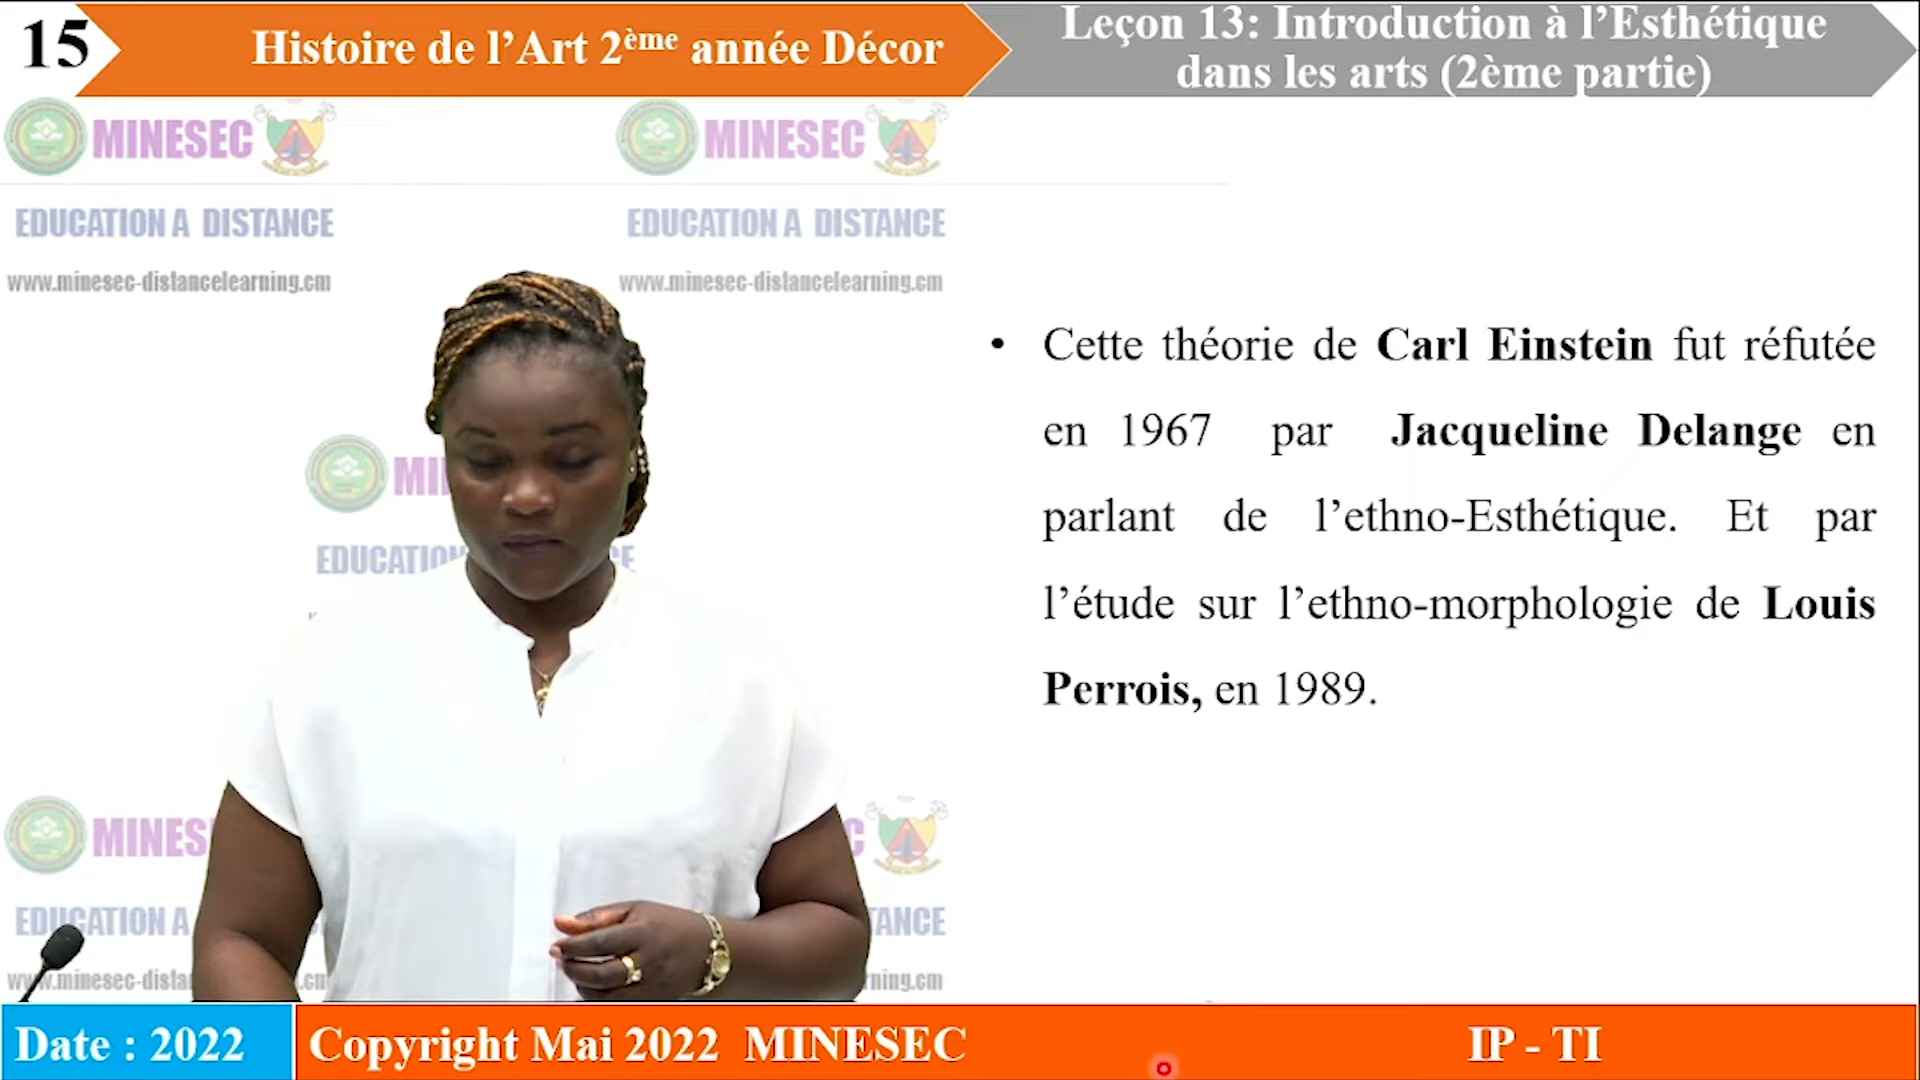 15
Histoire de l’Art 2ème année Décor
Leçon 13: Introduction à l’Esthétique
dans les arts (2ème partie)
MINESEC
MINESEC
EDUCATION A DISTANCE
EDUCATION A DISTANCE
www.minesec-distancelearning.cm
www.minesec-distancelearning.cm
• Cette théorie de Carl Einstein fut réfutée
en 1967 par Jacqueline Delange en
parlant de l’ethno-Esthétique. Et par
l’étude sur l’ethno-morphologie de Louis
Perrois, en 1989.
Date : 2022
Copyright Mai 2022 MINESEC
IP - TI